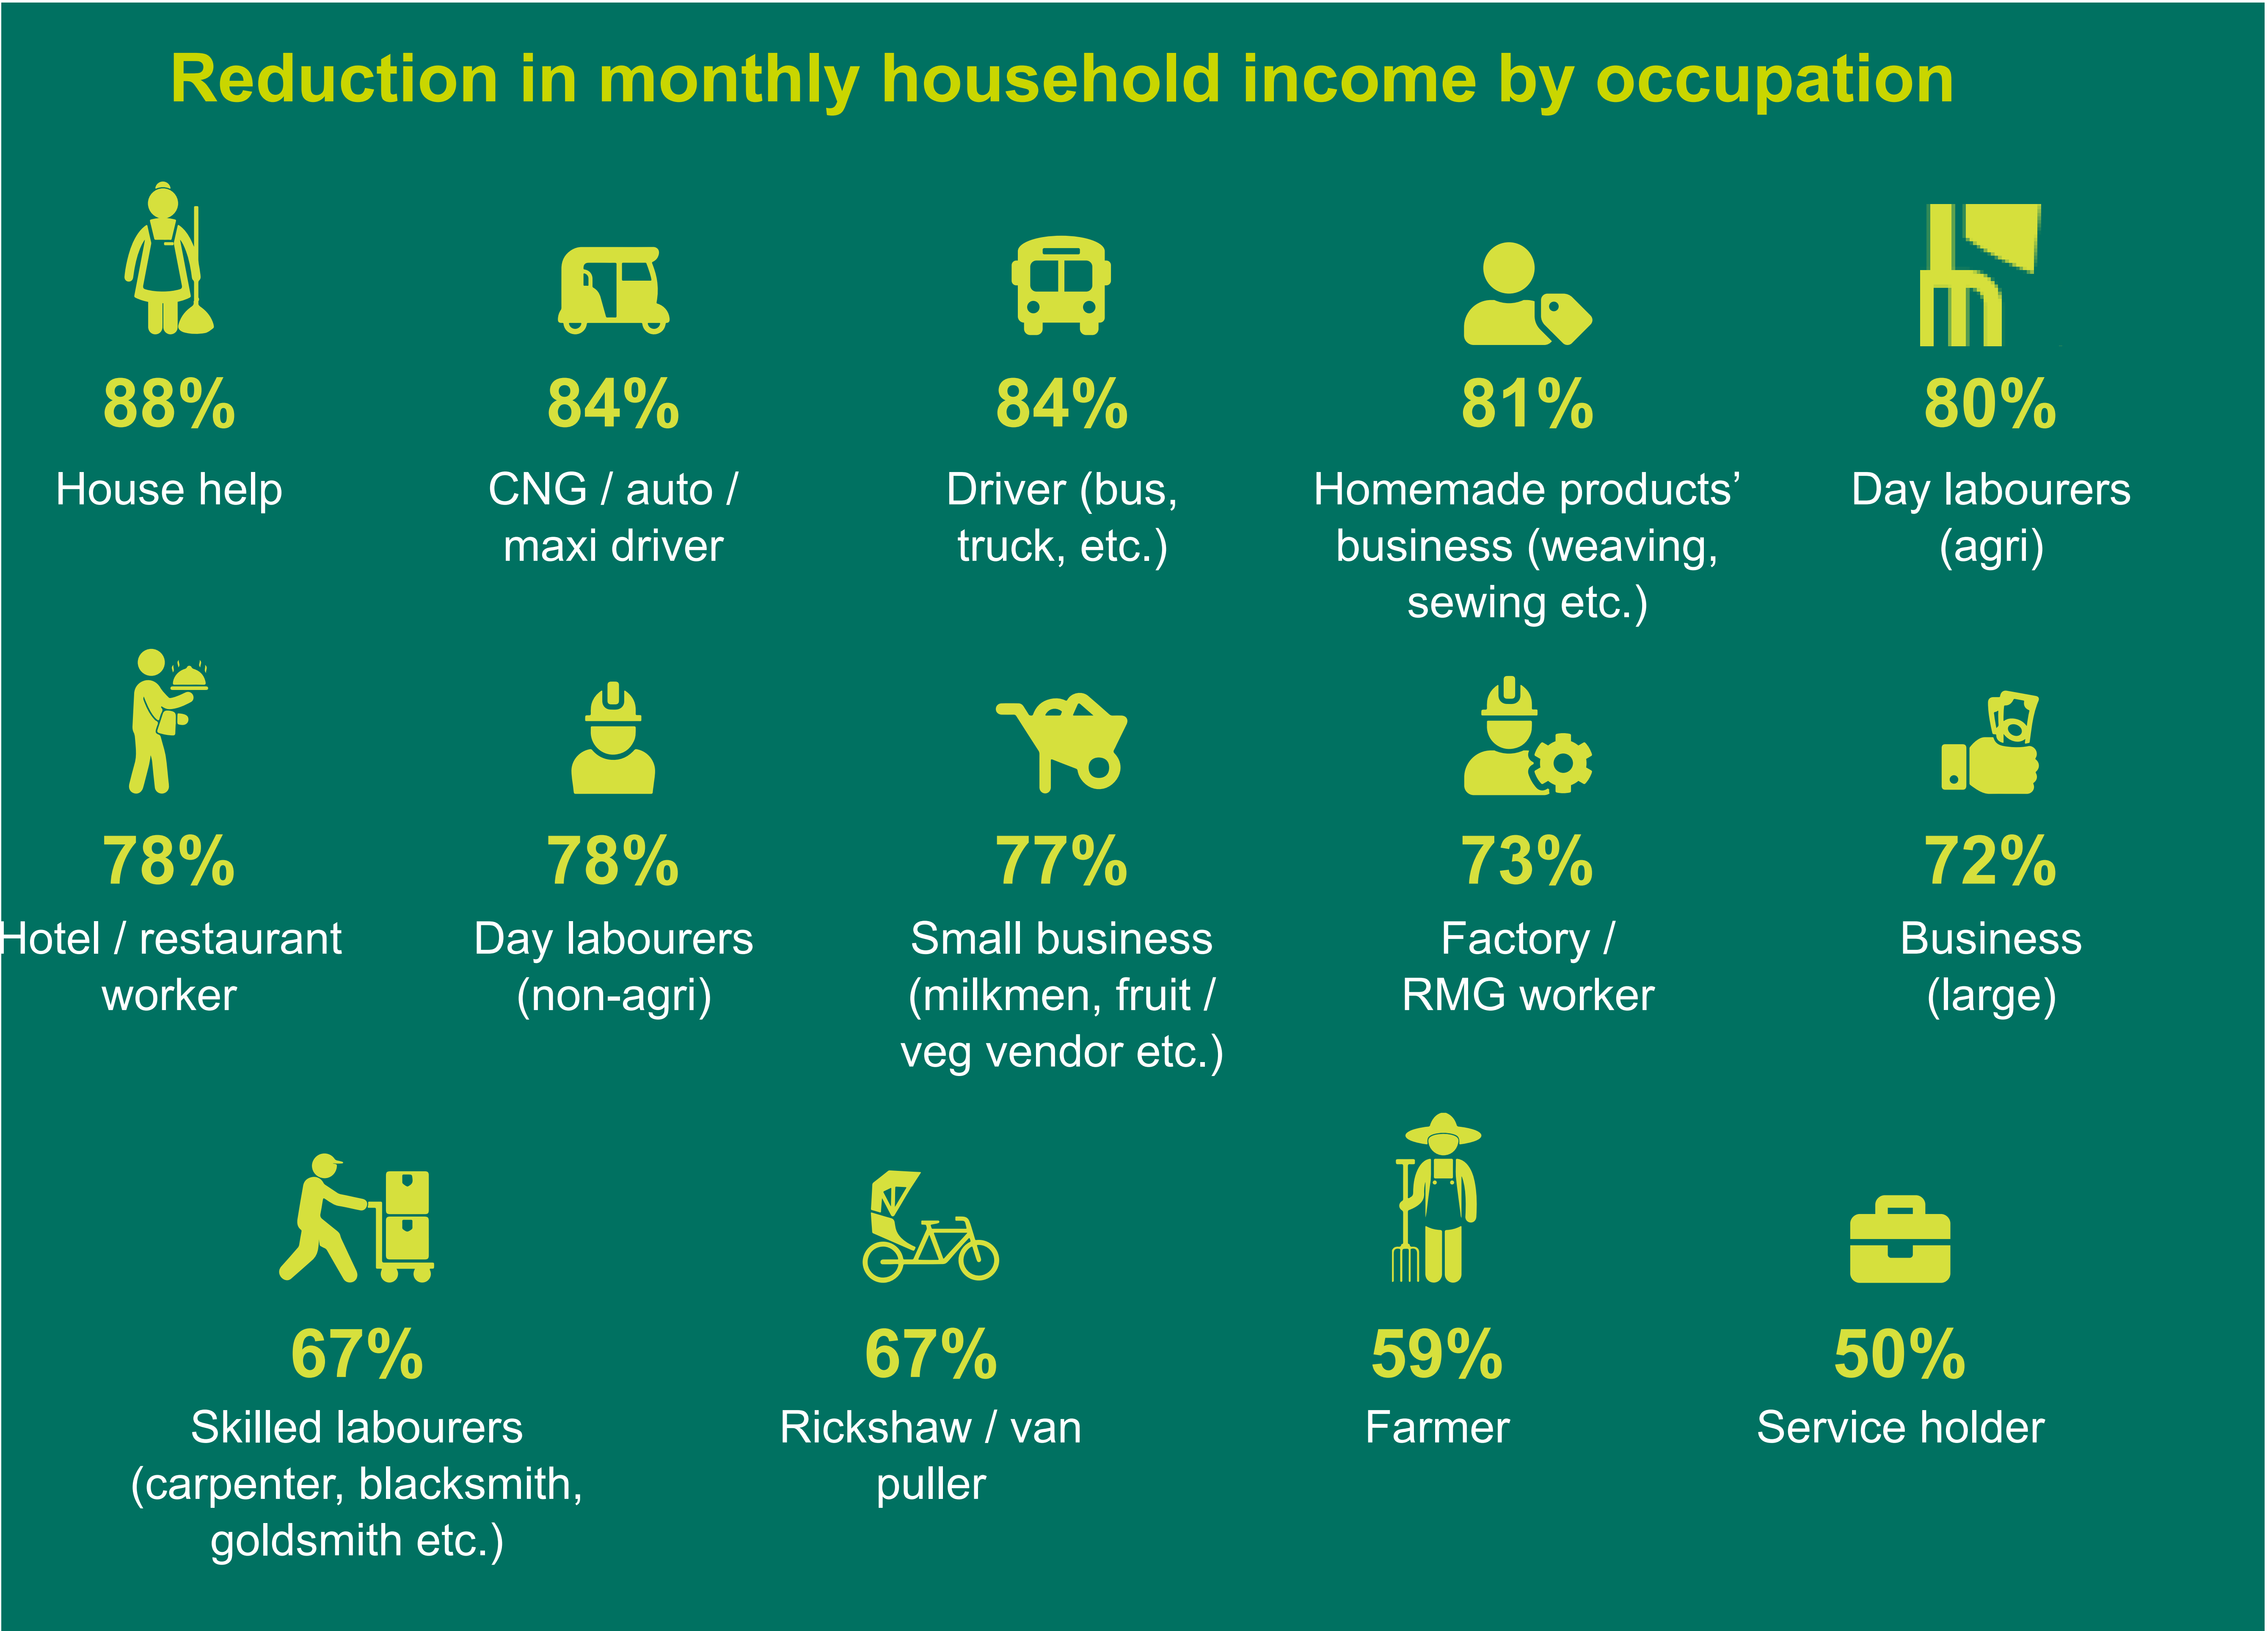 Reduction in monthly household income by occupation
88%
House help
84%
CNG / auto /
maxi driver
84%
Driver (bus,
truck, etc.)
81%
Homemade products’
business (weaving,
sewing etc.)
80%
Day labourers
(agri)
78%
Hotel / restaurant
worker
78%
Day labourers
(non-agri)
77%
Small business
(milkmen, fruit /
veg vendor etc.)
73%
Factory /
RMG worker
72%
Business
(large)
67%
Skilled labourers
(carpenter, blacksmith,
goldsmith etc.)
67%
Rickshaw / van
puller
59%
Farmer
50%
Service holder